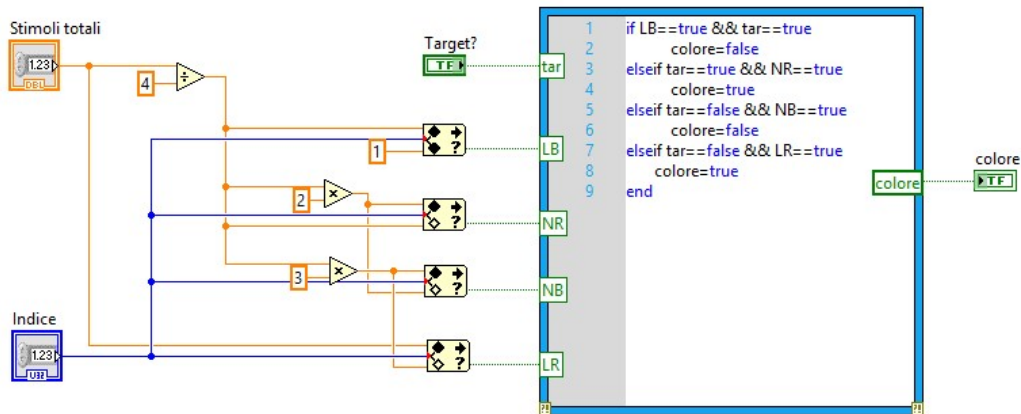 Stimoli totali
1.23
DBL
4
÷
Target?
TF
tar
1
?
LB
2
×
?
NR
3
×
?
NB
Indice
1.23
U32
?
LR
1 if LB==true && tar==true
2 colore=false
3 elseif tar==true && NR==true
4 colore=true
5 elseif tar==false && NB==true
6 colore=false
7 elseif tar==false && LR==true
8 colore=true
9 end
colore
colore
TF
?!
?!